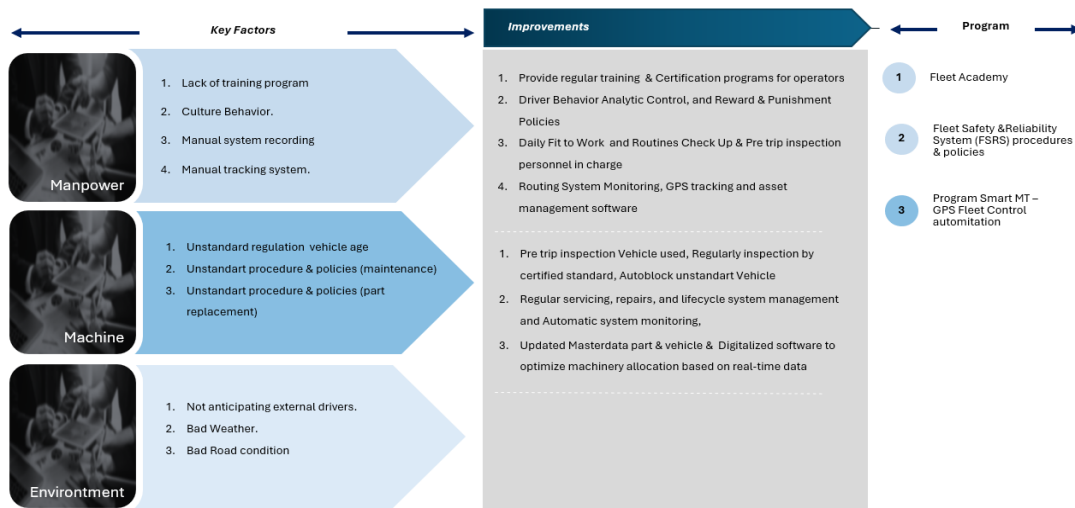 Key Factors
Improvements
Program
Manpower
1. Lack of training program
2. Culture Behavior.
3. Manual system recording
4. Manual tracking system.
1. Provide regular training & Certification programs for operators
2. Driver Behavior Analytic Control, and Reward & Punishment
Policies
3. Daily Fit to Work and Routines Check Up & Pre trip inspection
personnel in charge
4. Routing System Monitoring, GPS tracking and asset
management software
1
Fleet Academy
2
Fleet Safety &Reliability
System (FSRS) procedures
& policies
3
Program Smart MT –
GPS Fleet Control
automitation
Machine
1. Unstandard regulation vehicle age
2. Unstandart procedure & policies (maintenance)
3. Unstandart procedure & policies (part
replacement)
1. Pre trip inspection Vehicle used, Regularly inspection by
certified standard, Autoblock unstandart Vehicle
2. Regular servicing, repairs, and lifecycle system management
and Automatic system monitoring,
3. Updated Masterdata part & vehicle & Digitalized software to
optimize machinery allocation based on real-time data
Environtment
1. Not anticipating external drivers.
2. Bad Weather.
3. Bad Road condition